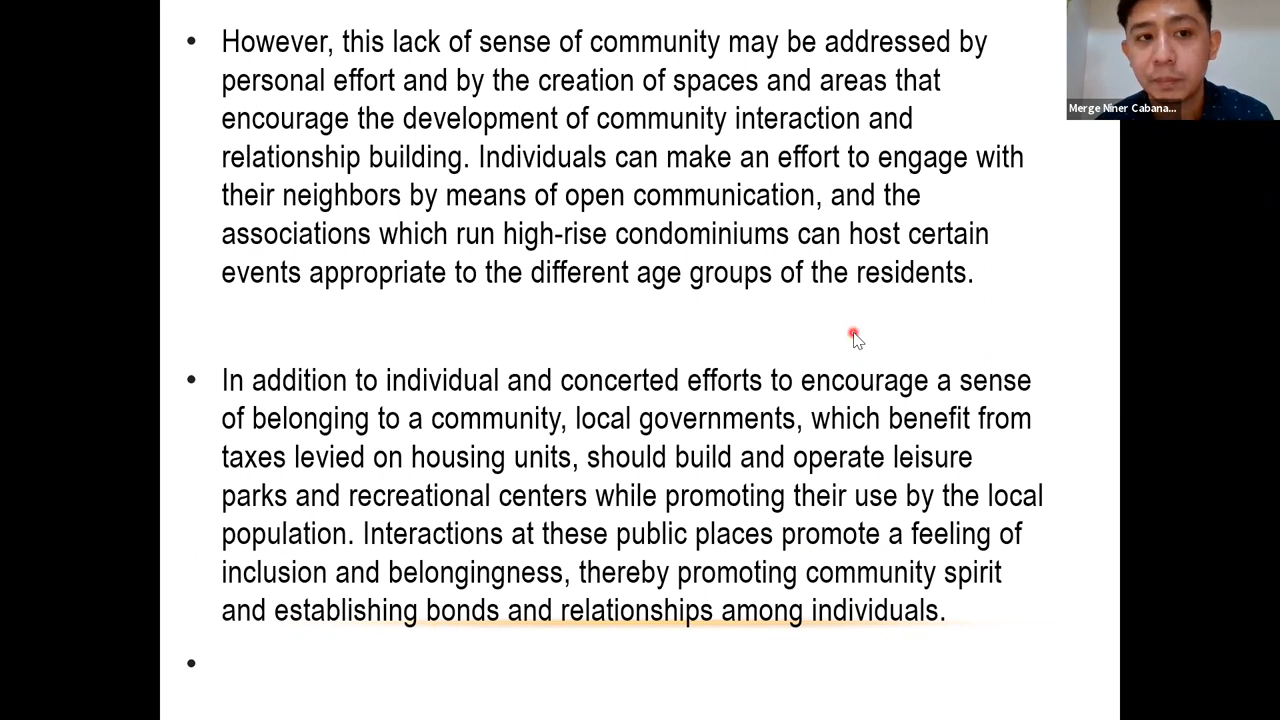 • However, this lack of sense of community may be addressed by
personal effort and by the creation of spaces and areas that
encourage the development of community interaction and
relationship building. Individuals can make an effort to engage with
their neighbors by means of open communication, and the
associations which run high-rise condominiums can host certain
events appropriate to the different age groups of the residents.
• In addition to individual and concerted efforts to encourage a sense
of belonging to a community, local governments, which benefit from
taxes levied on housing units, should build and operate leisure
parks and recreational centers while promoting their use by the local
population. Interactions at these public places promote a feeling of
inclusion and belongingness, thereby promoting community spirit
and establishing bonds and relationships among individuals.
•
Merge Niner Cabana...